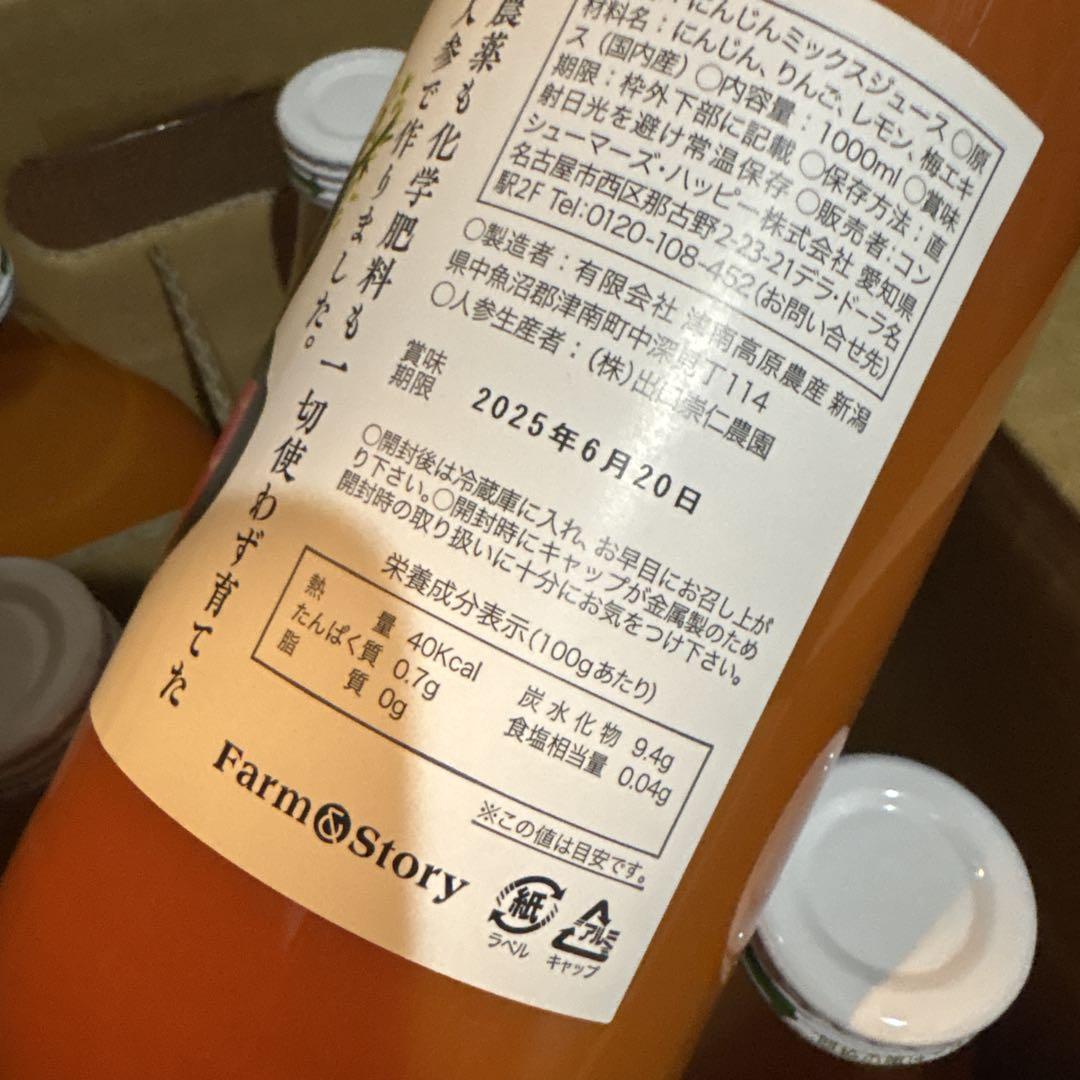 農薬も化学肥料も一切使わず育てた
人参で作りました。
にんじんミックスジュース ○原
材料名：にんじん、りんご、レモン、梅エキ
ス（国内産）○内容量：1000ml ○賞味
期限：枠外下部に記載 ○保存方法：直
射日光を避け常温保存 ○販売者：コン
シューマーズ・ハッピー株式会社 愛知県
名古屋市西区那古野2-23-21デラ・ドーラ名
駅2F Tel:0120-108-452(お問い合せ先)
○製造者：有限会社 津南高原農産 新潟
県中魚沼郡津南町中深見丁114
○人参生産者：(株)出口崇仁農園
賞味
期限
2025年6月20日
○開封後は冷蔵庫に入れ、お早目にお召し上が
り下さい。○開封時にキャップが金属製のため
開封時の取り扱いに十分にお気をつけ下さい。
栄養成分表示(100gあたり)
熱量 40Kcal 炭水化物 9.4g
たんぱく質 0.7g 食塩相当量 0.04g
脂質 0g
※この値は目安です。
Farm&Story
紙
ラベル
アルミ
キャップ